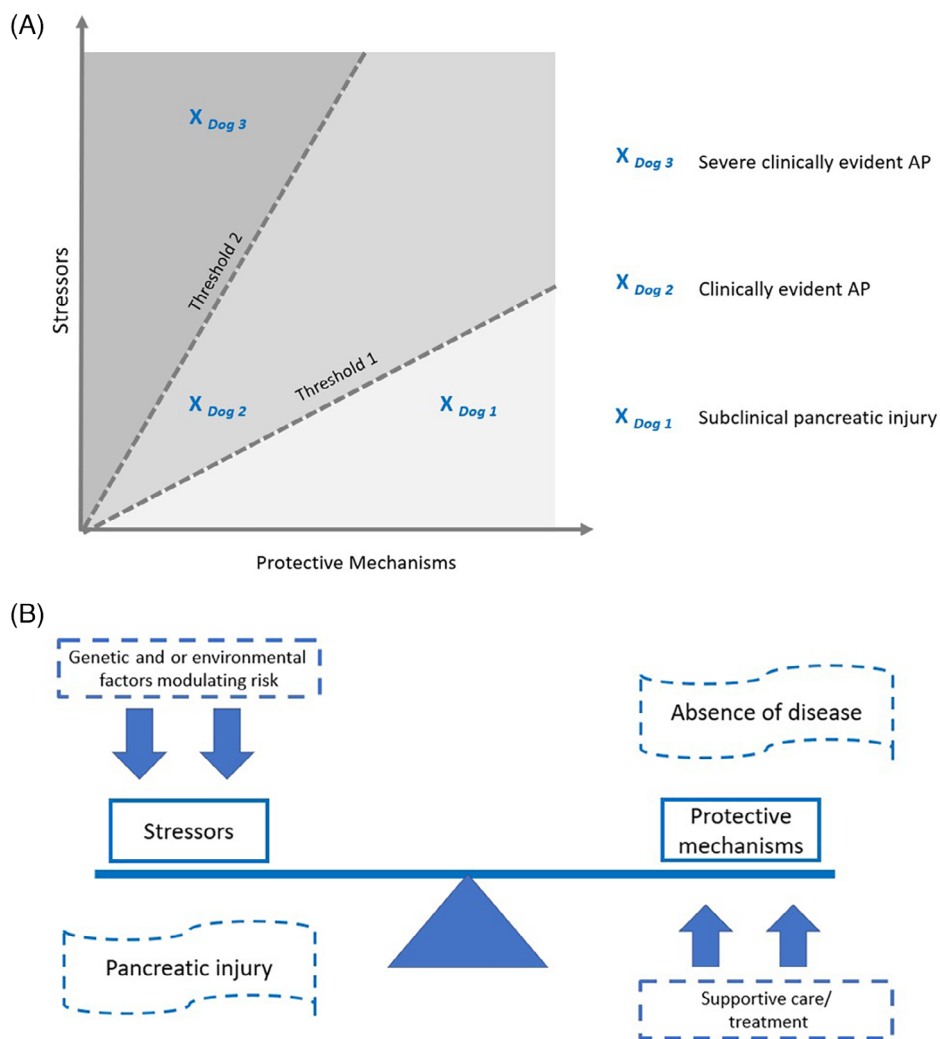 (A)
X Dog 3
Threshold 2
Threshold 1
X Dog 2
X Dog 1
Stressors
Protective Mechanisms
X Dog 3 Severe clinically evident AP
X Dog 2 Clinically evident AP
X Dog 1 Subclinical pancreatic injury
(B)
Genetic and or environmental
factors modulating risk
Absence of disease
Stressors
Protective
mechanisms
Pancreatic injury
Supportive care/
treatment